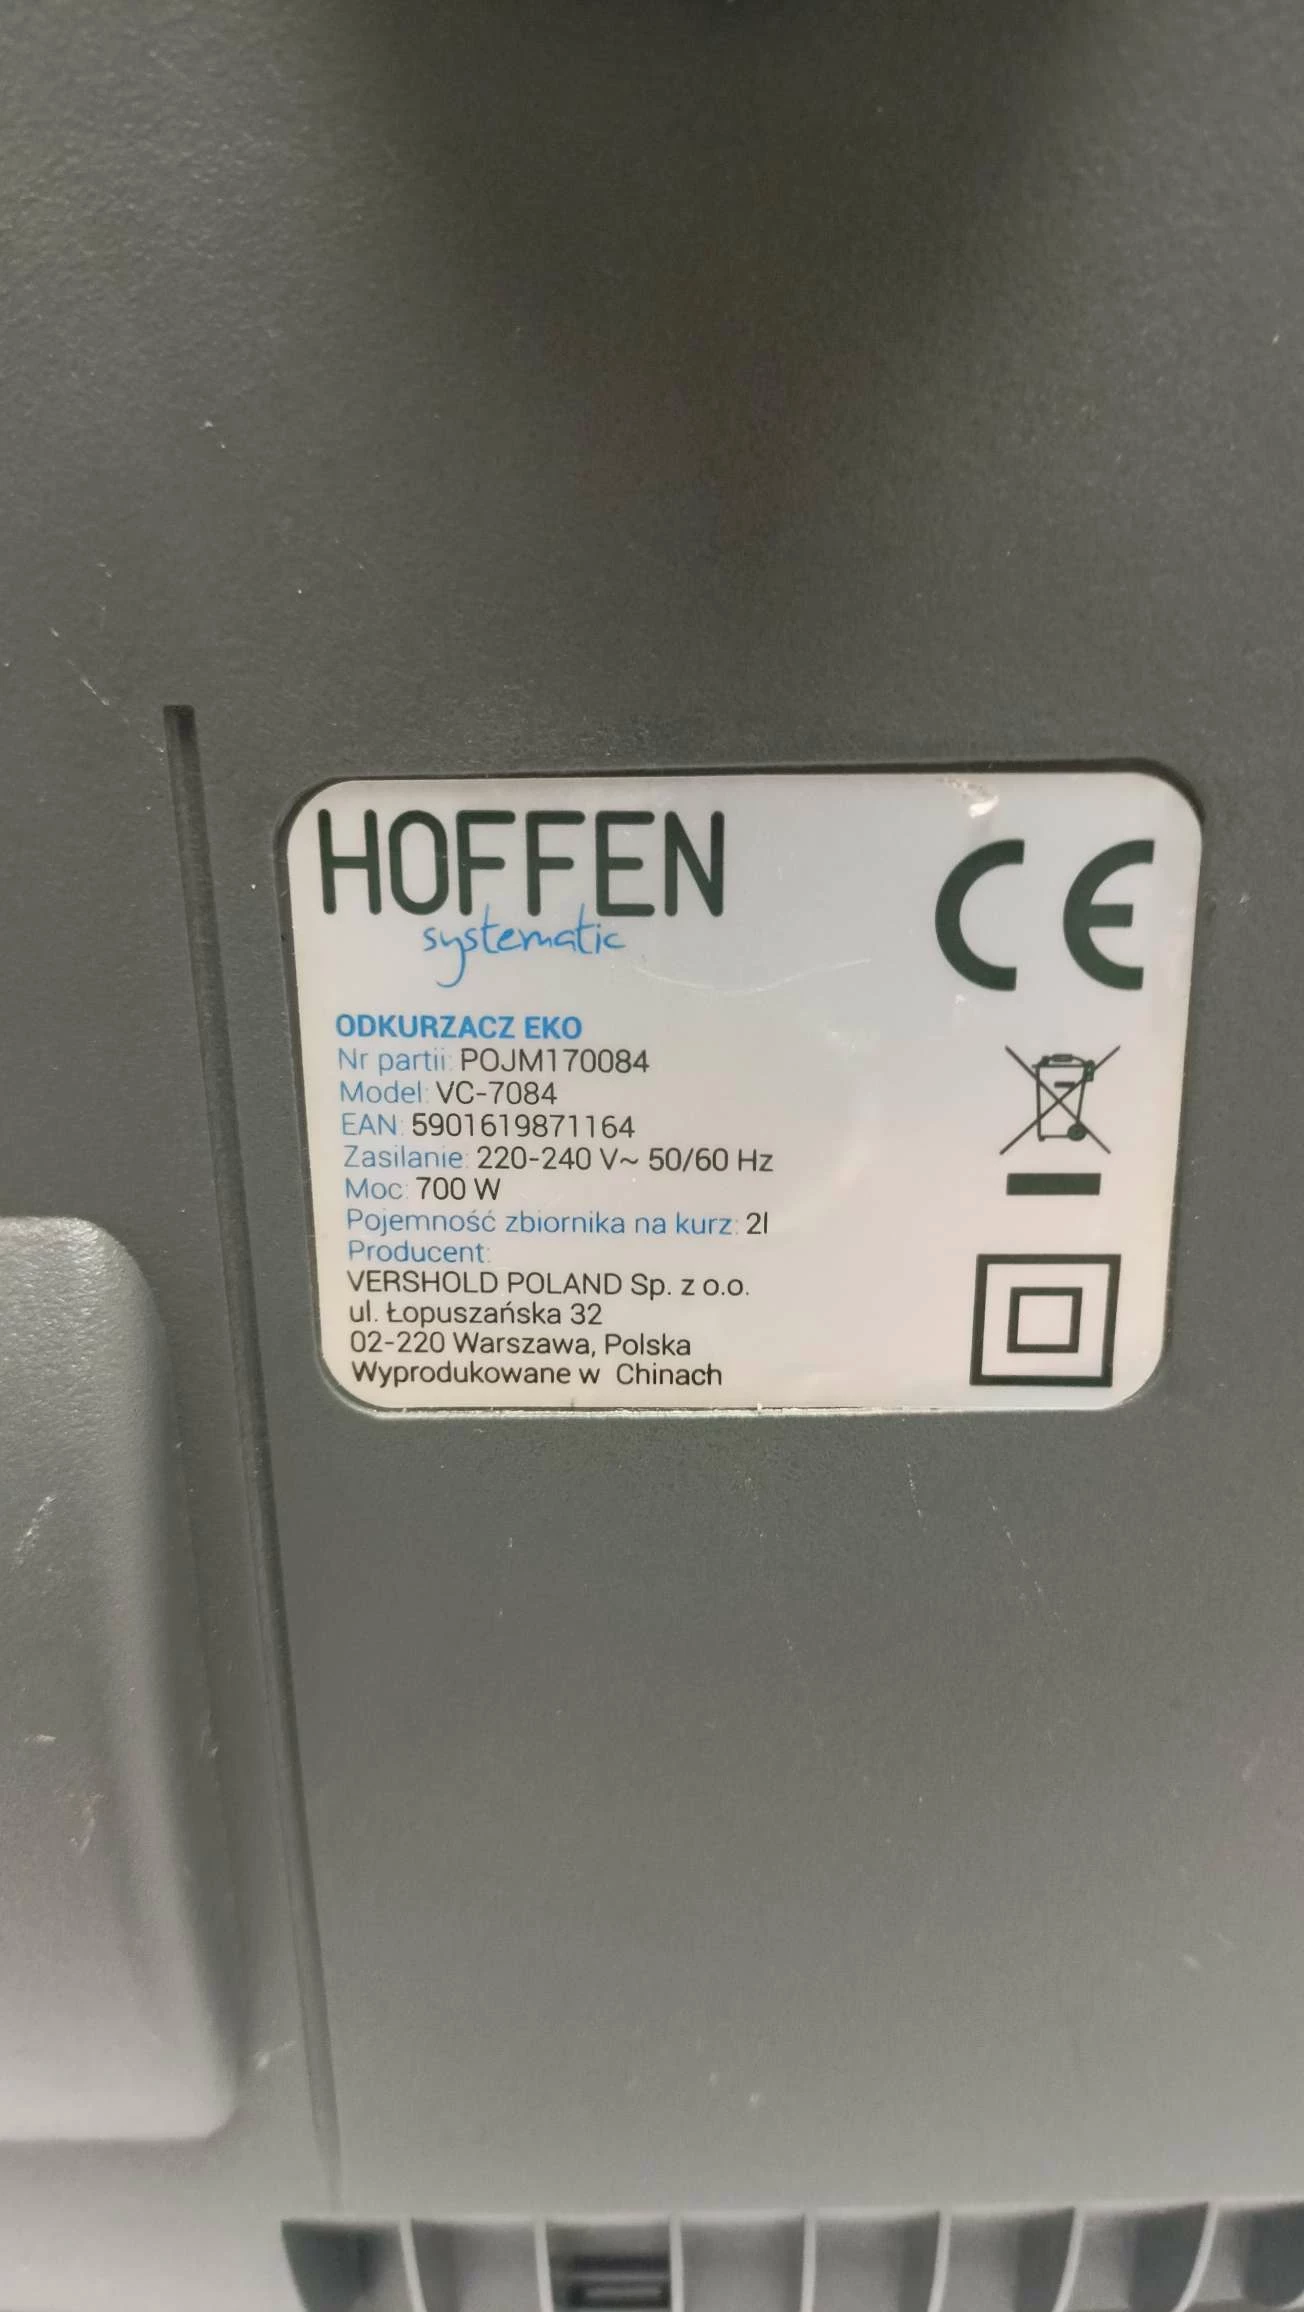 HOFFEN
systematic
CE
ODKURZACZ EKO
Nr partii: POJM170084
Model: VC-7084
EAN: 5901619871164
Zasilanie: 220-240 V~ 50/60 Hz
Moc: 700 W
Pojemność zbiornika na kurz: 2l
Producent:
VERSHOLD POLAND Sp. z o.o.
ul. Łopuszańska 32
02-220 Warszawa, Polska
Wyprodukowane w Chinach